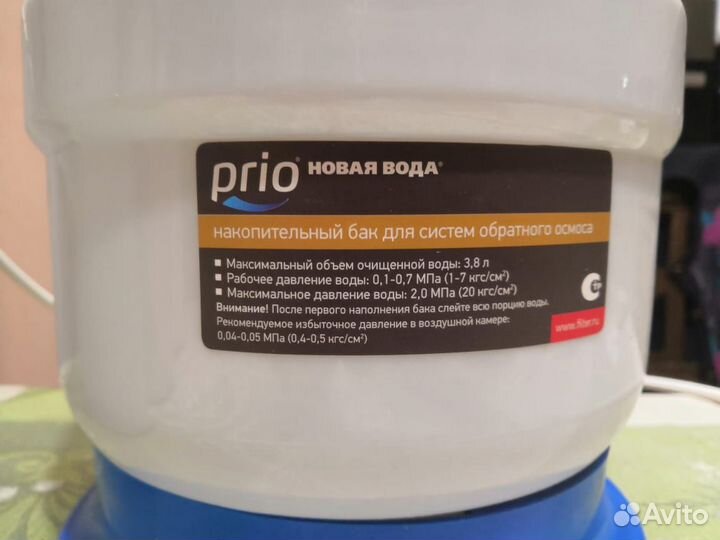 prio® НОВАЯ ВОДА®
накопительный бак для систем обратного осмоса
■ Максимальный объем очищенной воды: 3,8 л
■ Рабочее давление воды: 0,1-0,7 МПа (1-7 кгс/см²)
■ Максимальное давление воды: 2,0 МПа (20 кгс/см²)
Внимание! После первого наполнения бака слейте всю порцию воды.
Рекомендуемое избыточное давление в воздушной камере:
0,04-0,05 МПа (0,4-0,5 кгс/см²)
www.filter.ru
Avito